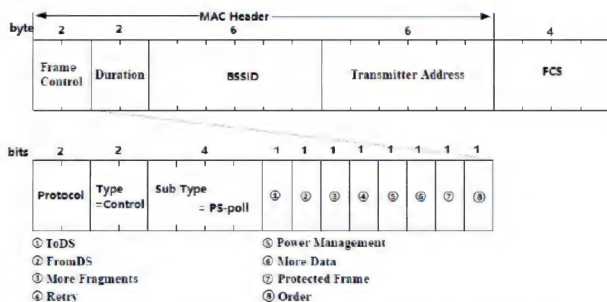 MAC Header
byte 2 2 6 6 4
Frame Control Duration BSSID Transmitter Address FCS
bits 2 2 4 1 1 1 1 1 1 1 1
Protocol Type =Control Sub Type = PS-poll ① ② ③ ④ ⑤ ⑥ ⑦ ⑧
① ToDS ⑤ Power Management
② FromDS ⑥ More Data
③ More Fragments ⑦ Protected Frame
④ Retry ⑧ Order